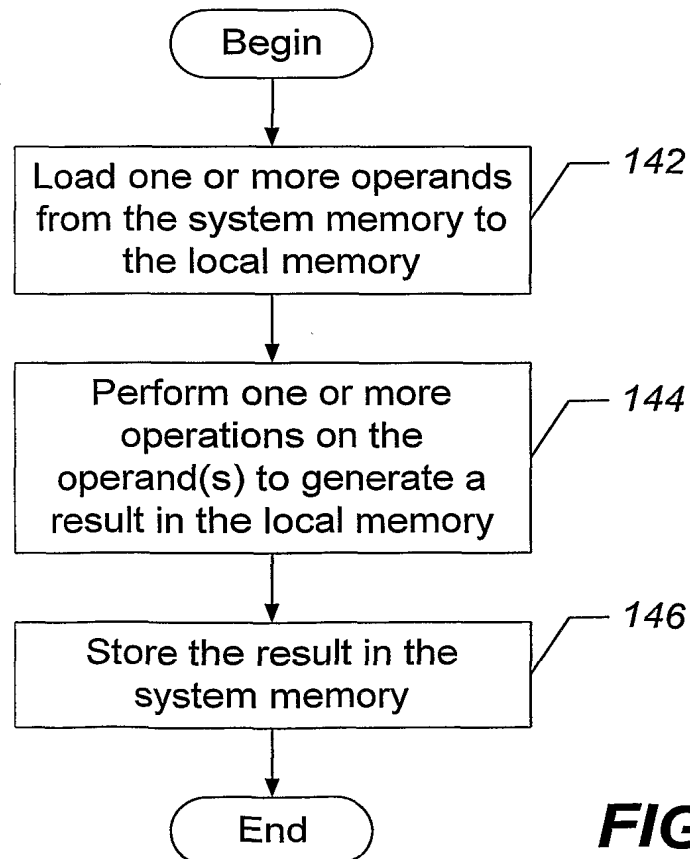 Begin
Load one or more operands
from the system memory to
the local memory
142
Perform one or more
operations on the
operand(s) to generate a
result in the local memory
144
Store the result in the
system memory
146
End
FIG